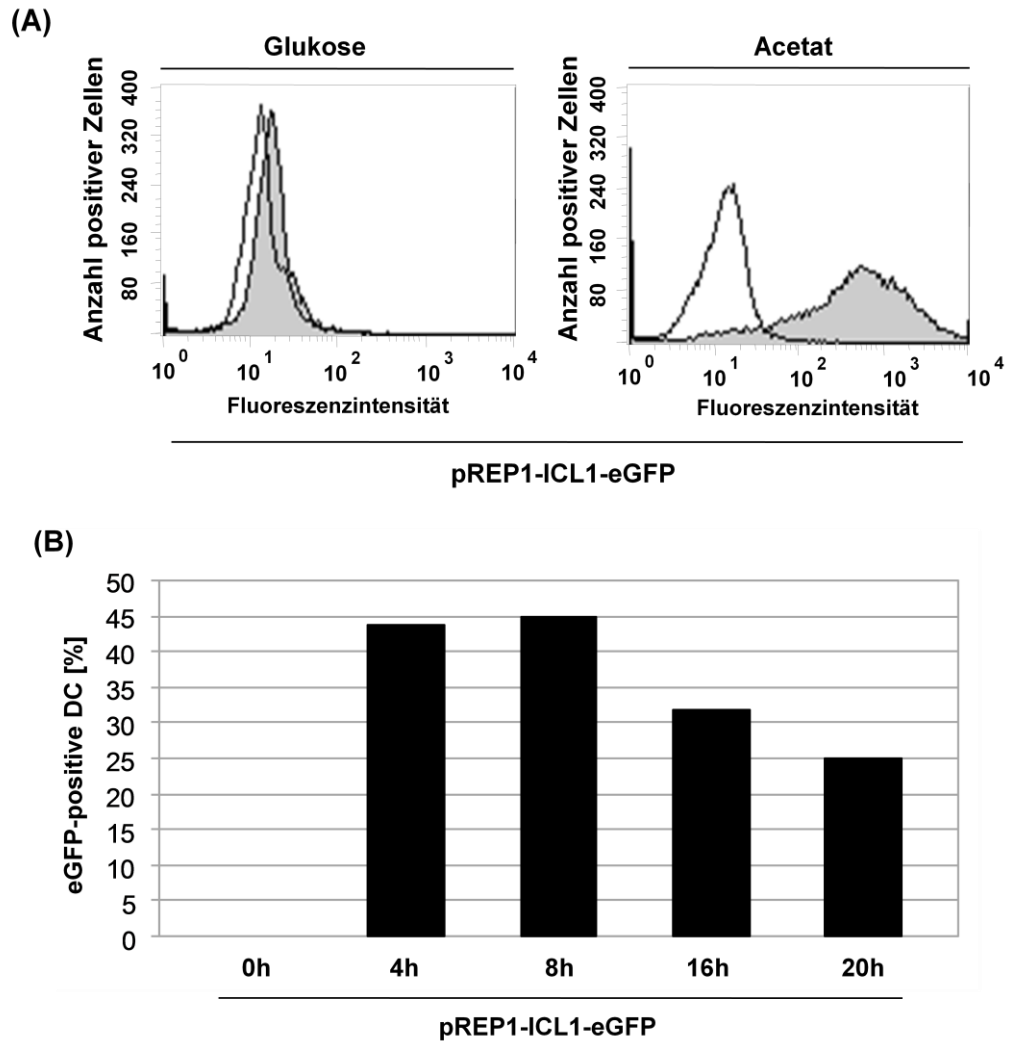 (A)
Glukose
Acetat
Anzahl positiver Zellen
400
320
240
160
80
10 0
10 1
10 2
10 3
10 4
Fluoreszenzintensität
Anzahl positiver Zellen
400
320
240
160
80
10 0
10 1
10 2
10 3
10 4
Fluoreszenzintensität
pREP1-ICL1-eGFP
(B)
eGFP-positive DC [%]
50
45
40
35
30
25
20
15
10
5
0
0h
4h
8h
16h
20h
pREP1-ICL1-eGFP